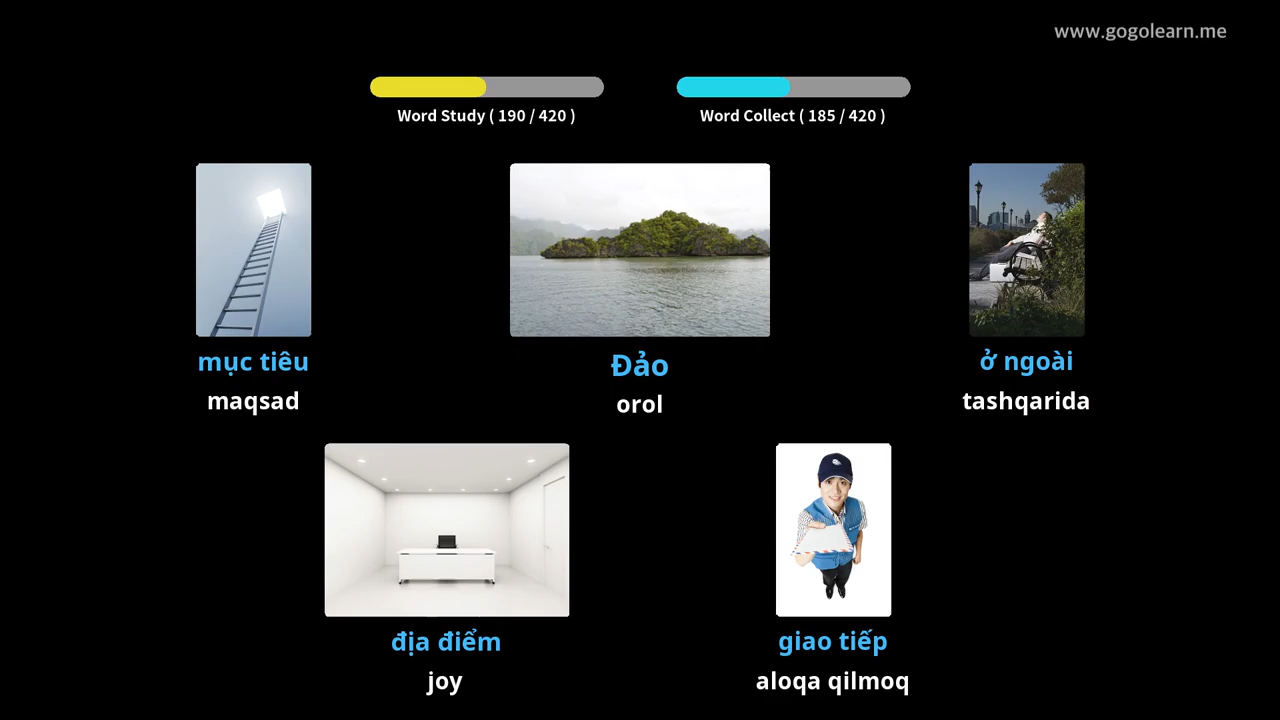 www.gogolearn.me
Word Study ( 190 / 420 )
Word Collect ( 185 / 420 )
mục tiêu
maqsad
Đảo
orol
ở ngoài
tashqarida
địa điểm
joy
giao tiếp
aloqa qilmoq